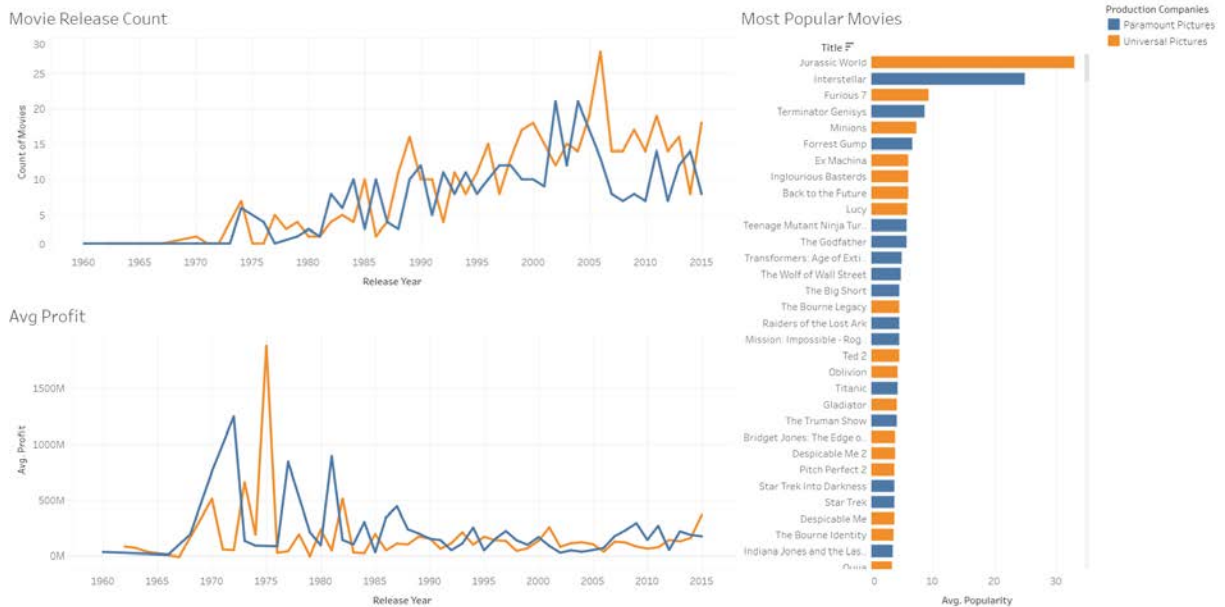 Movie Release Count
30
25
20
15
10
5
0
Count of Movies
1960 1965 1970 1975 1980 1985 1990 1995 2000 2005 2010 2015
Release Year
Avg Profit
1500M
1000M
500M
0M
Avg. Profit
1960 1965 1970 1975 1980 1985 1990 1995 2000 2005 2010 2015
Release Year
Most Popular Movies
Title
Jurassic World
Interstellar
Furious 7
Terminator Genisys
Minions
Forrest Gump
Ex Machina
Inglourious Basterds
Back to the Future
Lucy
Teenage Mutant Ninja Tur..
The Godfather
Transformers: Age of Exti..
The Wolf of Wall Street
The Big Short
The Bourne Legacy
Raiders of the Lost Ark
Mission: Impossible - Rog..
Ted 2
Oblivion
Titanic
Gladiator
The Truman Show
Bridget Jones: The Edge o..
Despicable Me 2
Pitch Perfect 2
Star Trek Into Darkness
Star Trek
Despicable Me
The Bourne Identity
Indiana Jones and the Las..
Ouija
0 10 20 30
Avg. Popularity
Production Companies
Paramount Pictures
Universal Pictures